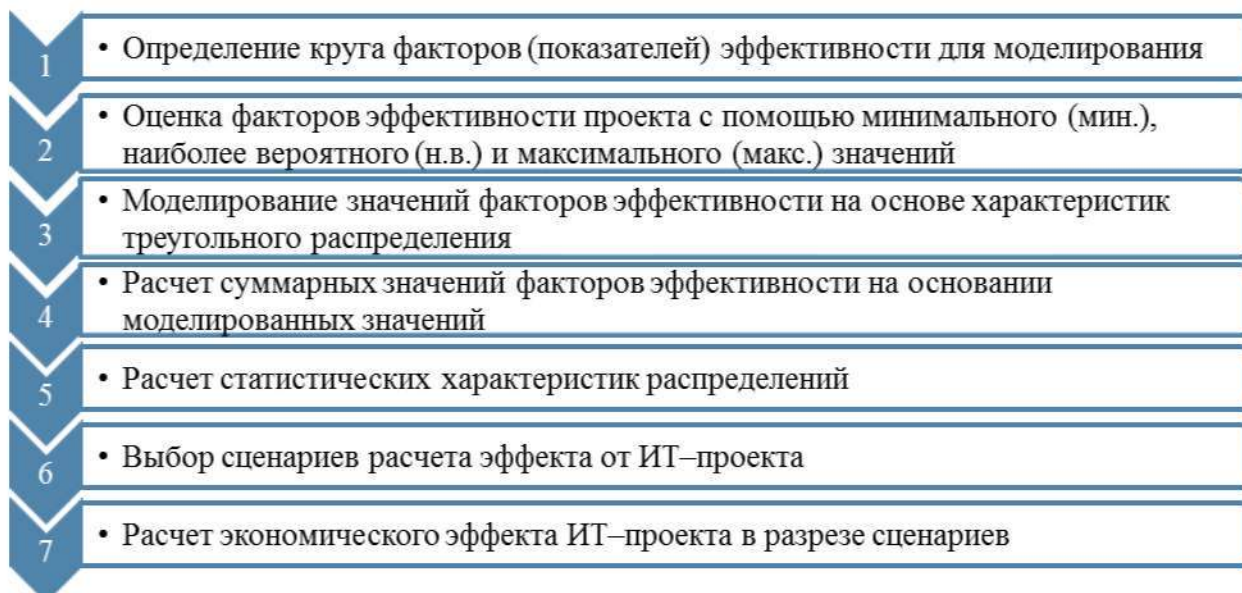 1
• Определение круга факторов (показателей) эффективности для моделирования
2
• Оценка факторов эффективности проекта с помощью минимального (мин.),
наиболее вероятного (н.в.) и максимального (макс.) значений
3
• Моделирование значений факторов эффективности на основе характеристик
треугольного распределения
4
• Расчет суммарных значений факторов эффективности на основании
моделированных значений
5
• Расчет статистических характеристик распределений
6
• Выбор сценариев расчета эффекта от ИТ–проекта
7
• Расчет экономического эффекта ИТ–проекта в разрезе сценариев